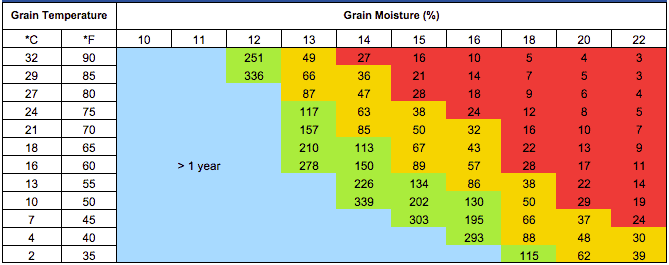 Grain Temperature Grain Moisture (%)
*C *F 10 11 12 13 14 15 16 18 20 22
32 90 251 49 27 16 10 5 4 3
29 85 336 66 36 21 14 7 5 3
27 80 87 47 28 18 9 6 4
24 75 117 63 38 24 12 8 5
21 70 157 85 50 32 16 10 7
18 65 210 113 67 43 22 13 9
16 60 > 1 year 278 150 89 57 28 17 11
13 55 226 134 86 38 22 14
10 50 339 202 130 50 29 19
7 45 303 195 66 37 24
4 40 293 88 48 30
2 35 115 62 39